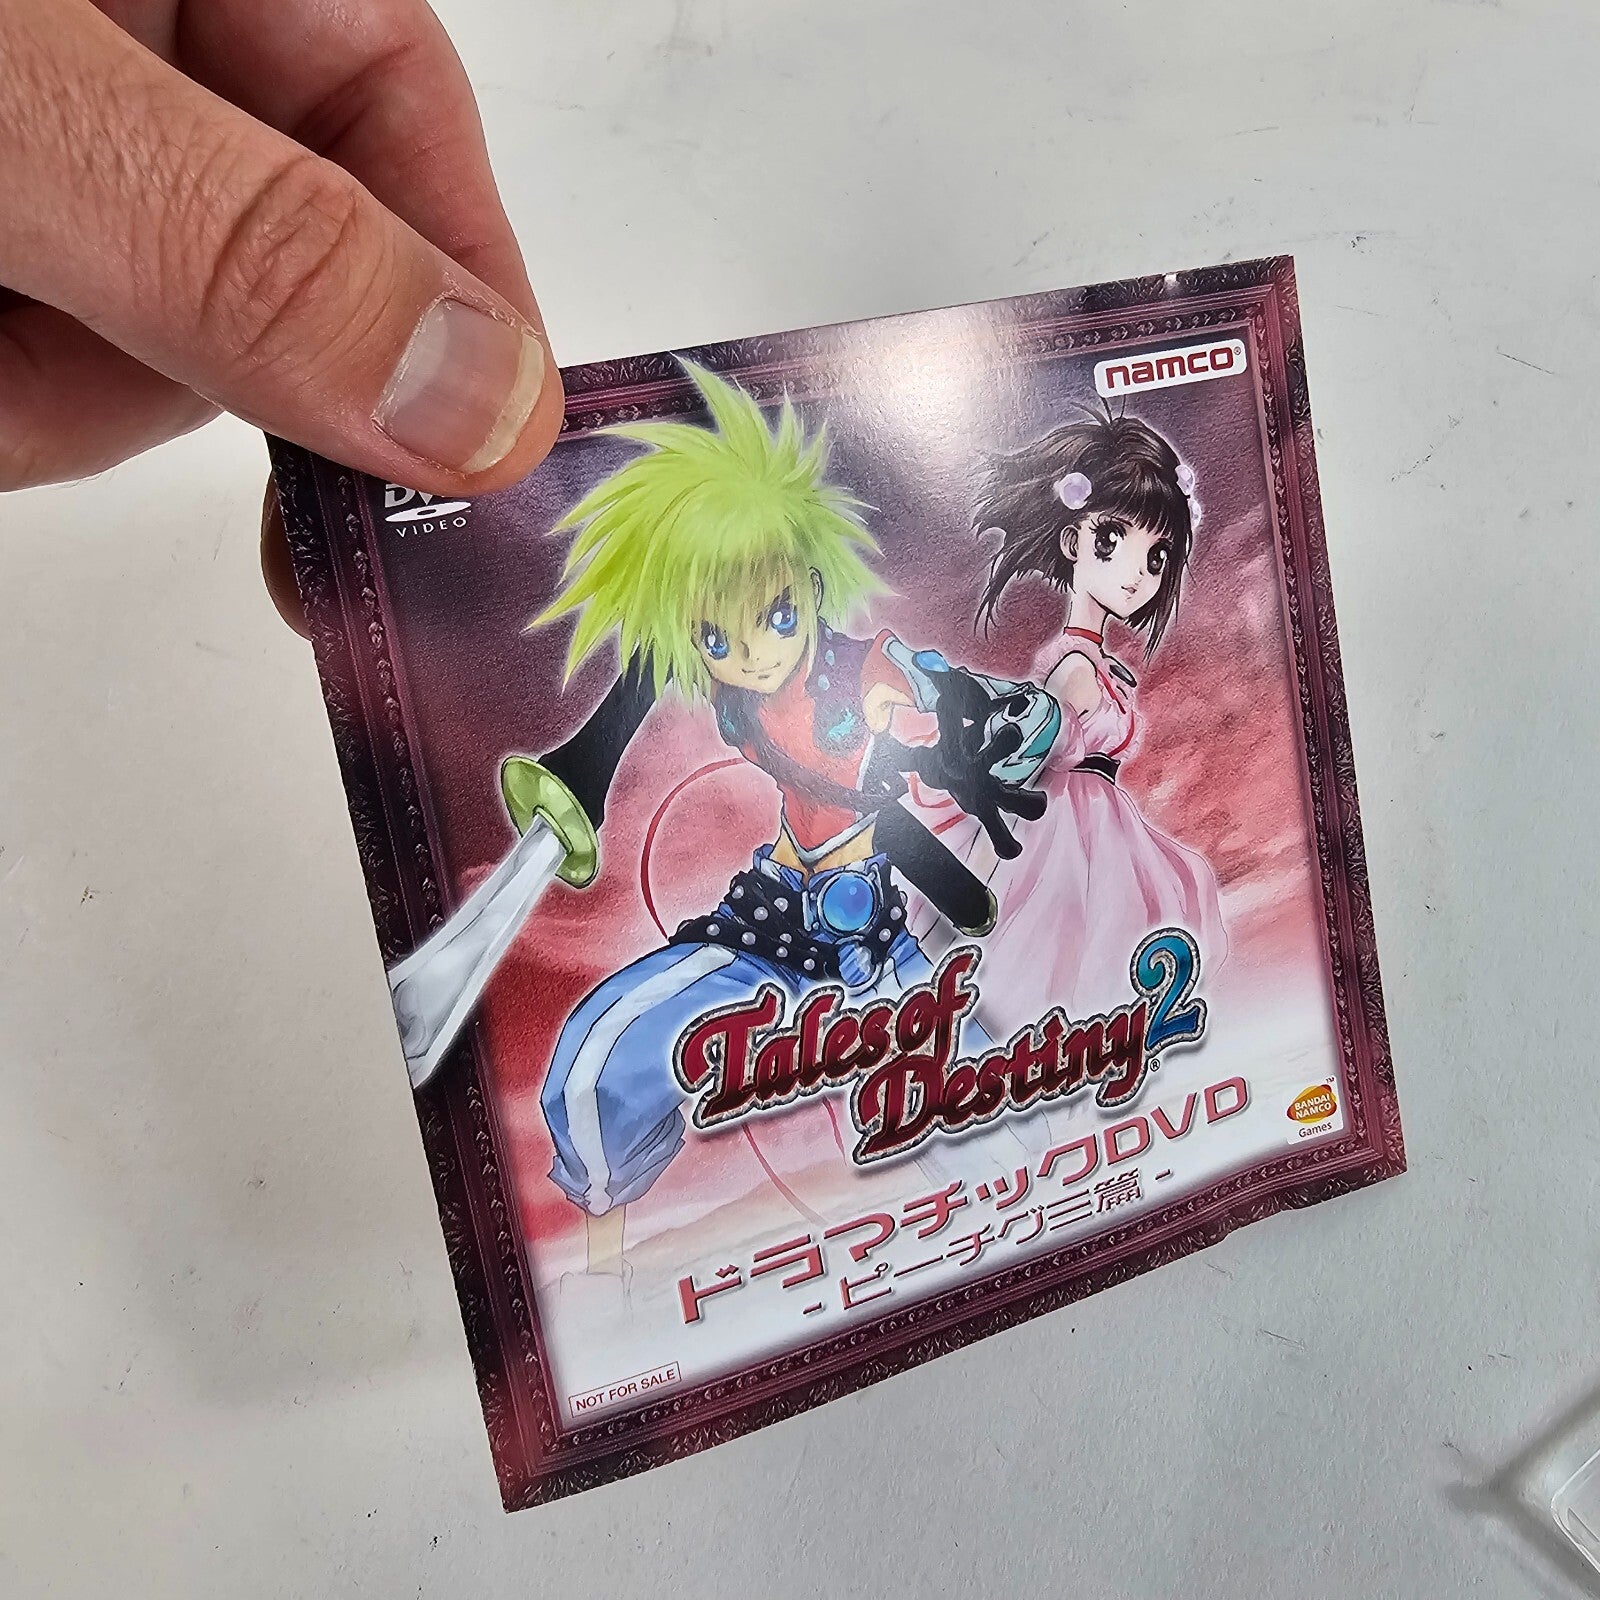 namco®
DVD
VIDEO
Tales of
Destiny 2®
ドラマチックDVD
- ピーチグミ篇 -
BANDAI
NAMCO
™
Games
NOT FOR SALE